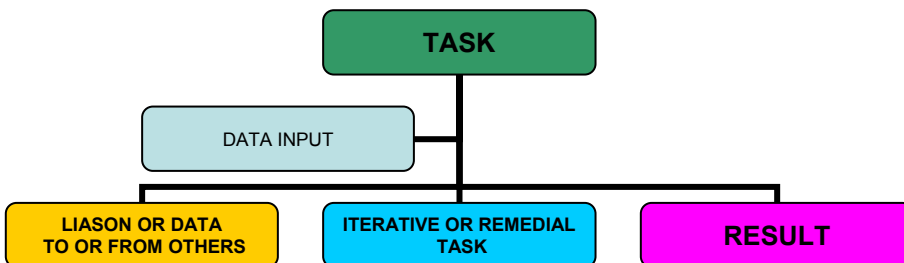 TASK
DATA INPUT
LIASON OR DATA
TO OR FROM OTHERS
ITERATIVE OR REMEDIAL
TASK
RESULT